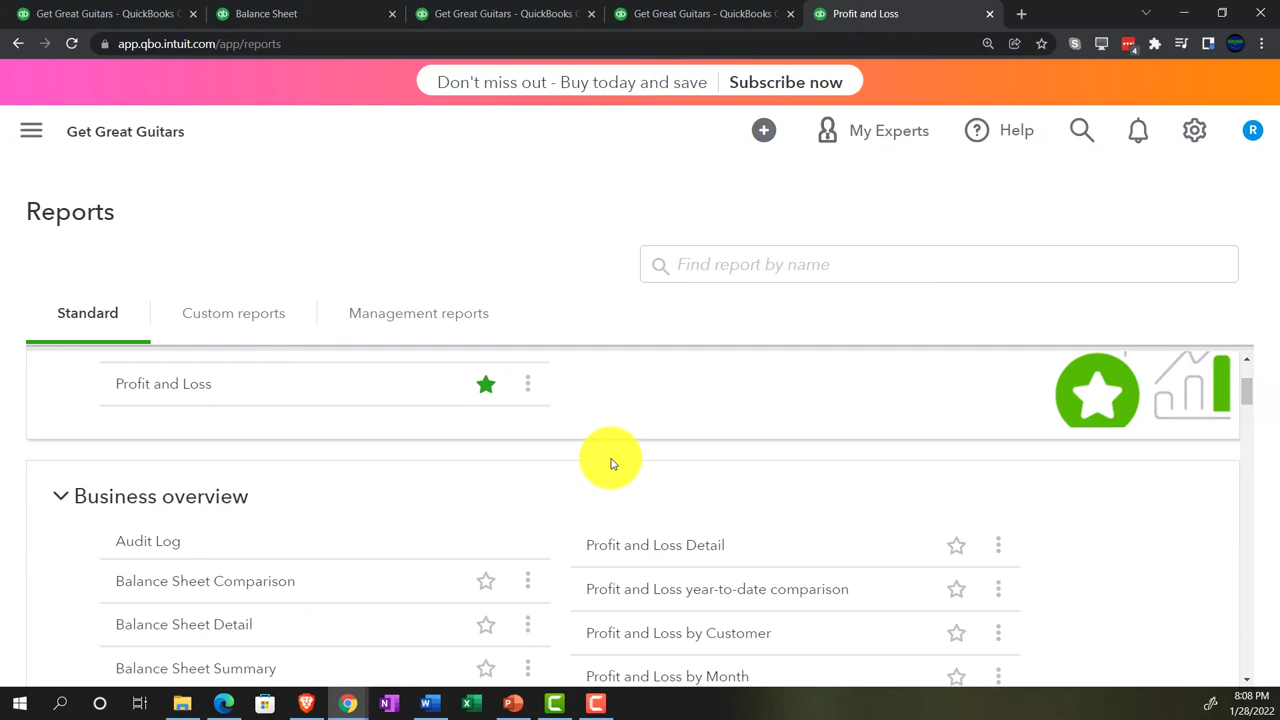 Get Great Guitars - QuickBooks C
Balance Sheet
Get Great Guitars - QuickBooks C
Get Great Guitars - QuickBooks C
Profit and Loss
app.qbo.intuit.com/app/reports
4
Don't miss out - Buy today and save
Subscribe now
Get Great Guitars
My Experts
Help
R
Reports
Find report by name
Standard
Custom reports
Management reports
Profit and Loss
Business overview
Audit Log
Profit and Loss Detail
Balance Sheet Comparison
Profit and Loss year-to-date comparison
Balance Sheet Detail
Profit and Loss by Customer
Balance Sheet Summary
Profit and Loss by Month
8:08 PM
1/28/2022